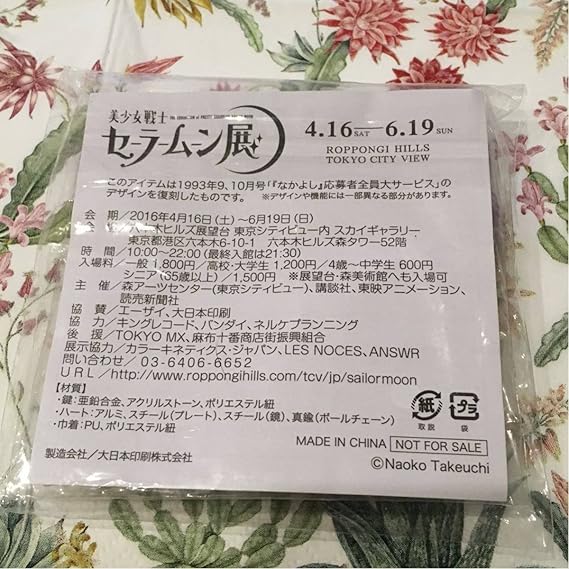 美少女戦士 THE EXHIBITION OF PRETTY GUARDIAN SAILOR MOON
セーラームーン展
4.16SAT－6.19SUN
ROPPONGI HILLS
TOKYO CITY VIEW
このアイテムは1993年9、10月号「『なかよし』応募者全員大サービス」の
デザインを復刻したものです。 ※デザインや機能には一部異なる部分があります。
会　期／2016年4月16日(土)～6月19日(日)
会　場／六本木ヒルズ展望台 東京シティビュー内 スカイギャラリー
東京都港区六本木6-10-1　六本木ヒルズ森タワー52階
時　間／10:00～22:00(最終入館は21:30)
入場料／一般 1,800円/高校･大学生 1,200円/4歳～中学生 600円
シニア(35歳以上)／1,500円　※展望台･森美術館へも入場可
主　催／森アーツセンター(東京シティビュー)、講談社、東映アニメーション、
読売新聞社
協　賛／エーザイ、大日本印刷
協　力／キングレコード、バンダイ、ネルケプランニング
後　援／TOKYO MX、麻布十番商店街振興組合
展示協力／カラーキネティクス･ジャパン、LES NOCES、ANSWR
問い合わせ／　03-6406-6652
URL／http://www.roppongihills.com/tcv/jp/sailormoon
【材質】
・鍵：亜鉛合金、アクリルストーン、ポリエステル紐
・ハート：アルミ、スチール(プレート)、スチール(鏡)、真鍮(ボールチェーン)
・巾着：PU、ポリエステル紐
紙
取説
プラ
袋
MADE IN CHINA　NOT FOR SALE
製造会社/大日本印刷株式会社
©Naoko Takeuchi